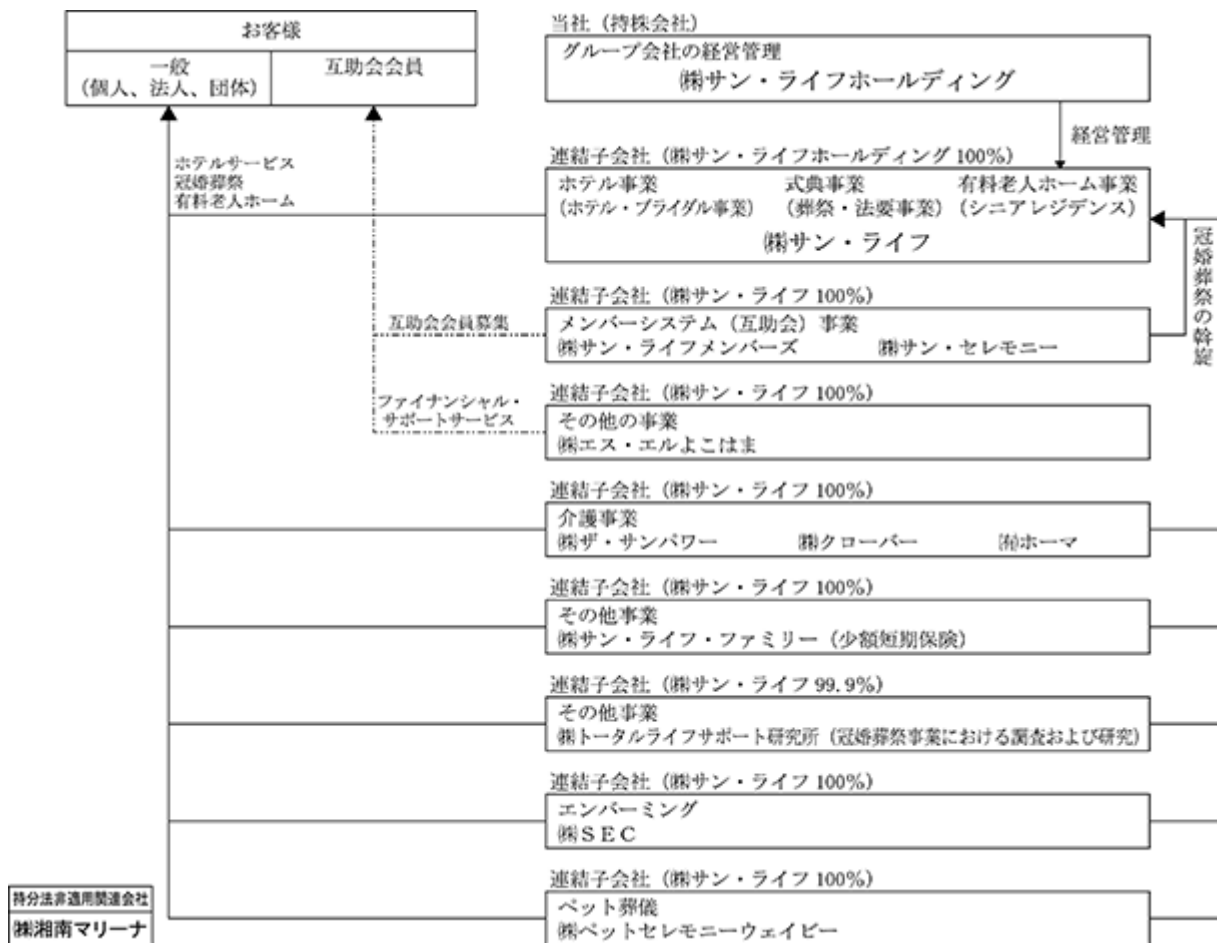 お客様
一般
(個人、法人、団体)
互助会会員
当社(持株会社)
グループ会社の経営管理
㈱サン・ライフホールディング
経営管理
ホテルサービス
冠婚葬祭
有料老人ホーム
連結子会社(㈱サン・ライフホールディング 100%)
ホテル事業 式典事業 有料老人ホーム事業
(ホテル・ブライダル事業) (葬祭・法要事業) (シニアレジデンス)
㈱サン・ライフ
冠婚葬祭の斡旋
連結子会社(㈱サン・ライフ 100%)
互助会会員募集
メンバーシステム(互助会)事業
㈱サン・ライフメンバーズ ㈱サン・セレモニー
連結子会社(㈱サン・ライフ 100%)
ファイナンシャル・
サポートサービス
その他の事業
㈱エス・エルよこはま
連結子会社(㈱サン・ライフ 100%)
介護事業
㈱ザ・サンパワー ㈱クローバー ㈲ホーマ
連結子会社(㈱サン・ライフ 100%)
その他事業
㈱サン・ライフ・ファミリー(少額短期保険)
連結子会社(㈱サン・ライフ 99.9%)
その他事業
㈱トータルライフサポート研究所(冠婚葬祭事業における調査および研究)
連結子会社(㈱サン・ライフ 100%)
エンバーミング
㈱SEC
連結子会社(㈱サン・ライフ 100%)
ペット葬儀
㈱ペットセレモニーウェイビー
持分法非適用関連会社
㈱湘南マリーナ